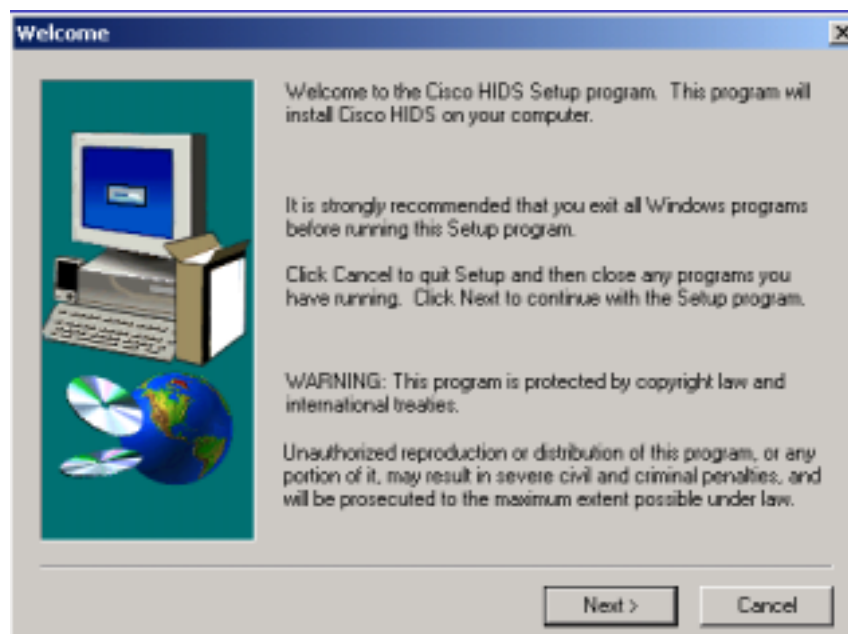 Welcome
Welcome to the Cisco HIDS Setup program. This program will
install Cisco HIDS on your computer.
It is strongly recommended that you exit all Windows programs
before running this Setup program.
Click Cancel to quit Setup and then close any programs you
have running. Click Next to continue with the Setup program.
WARNING: This program is protected by copyright law and
international treaties.
Unauthorized reproduction or distribution of this program, or any
portion of it, may result in severe civil and criminal penalties, and
will be prosecuted to the maximum extent possible under law.
Next >
Cancel